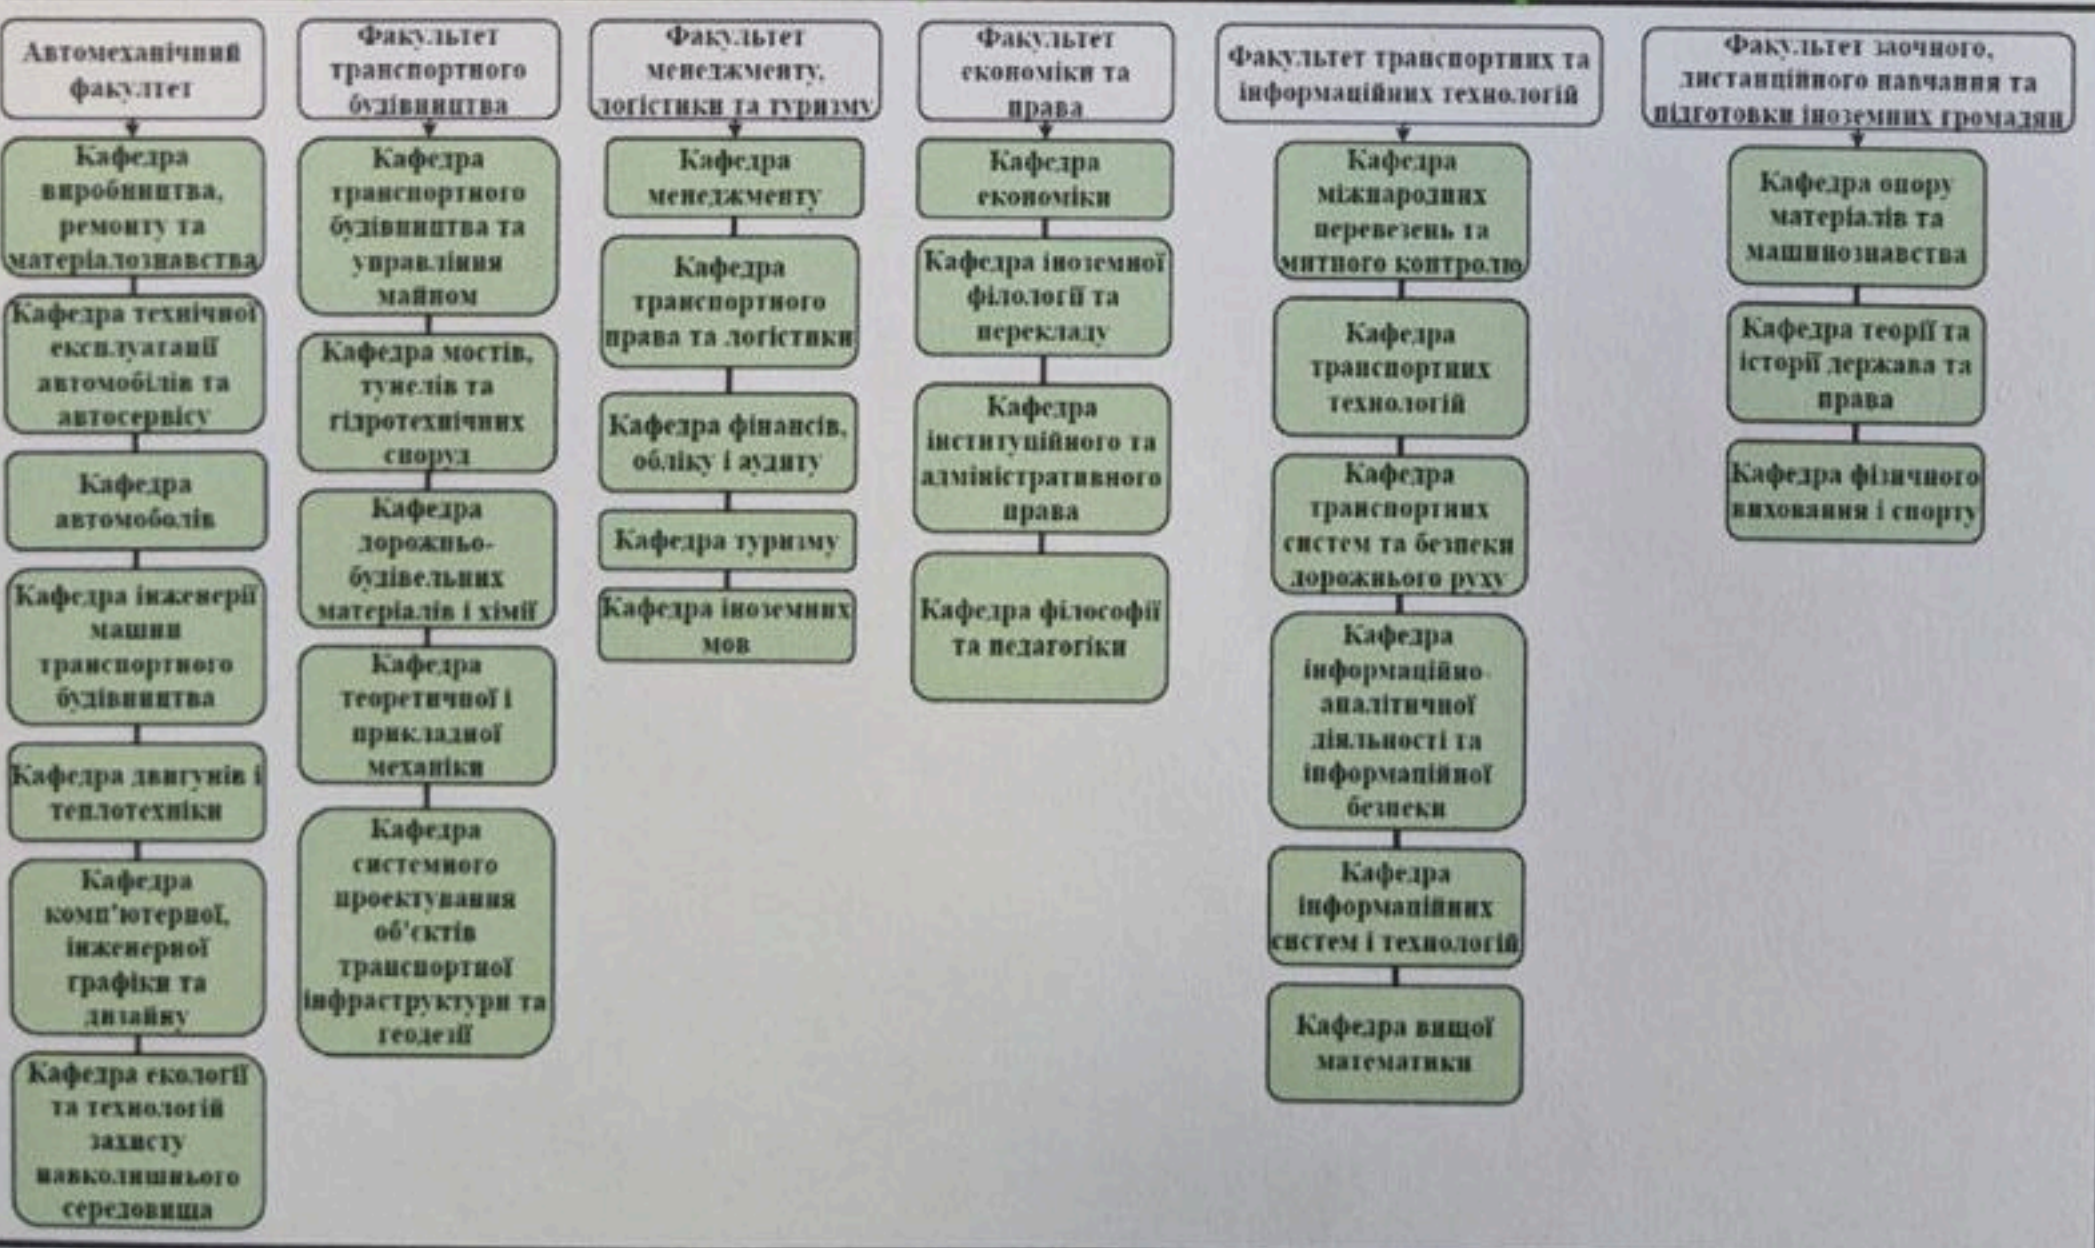 Автомеханічний
факултет
Кафедра
виробництва,
ремонту та
матеріалознавства
Кафедра технічної
експлуатації
автомобілів та
автосервісу
Кафедра
автомоболів
Кафедра інженерії
машин
транспортного
будівництва
Кафедра двигунів і
теплотехніки
Кафедра
комп'ютерної,
інженерної
графіки та
дизайну
Кафедра екології
та технологій
захисту
навколишнього
середовища
Факультет
транспортного
будівництва
Кафедра
транспортного
будівництва та
управління
майном
Кафедра мостів,
тунелів та
гідротехнічних
споруд
Кафедра
дорожньо-
будівельних
матеріалів і хімії
Кафедра
теоретичної і
прикладної
механіки
Кафедра
системного
проектування
об'єктів
транспортної
інфраструктури та
геодезії
Факультет
менеджменту,
логістики та туризму
Кафедра
менеджменту
Кафедра
транспортного
права та логістики
Кафедра фінансів,
обліку і аудиту
Кафедра туризму
Кафедра іноземних
мов
Факультет
економіки та
права
Кафедра
економіки
Кафедра іноземної
філології та
перекладу
Кафедра
інституційного та
адміністративного
права
Кафедра філософії
та педагогіки
Факультет транспортних та
інформаційних технологій
Кафедра
міжнародних
перевезень та
митного контролю
Кафедра
транспортних
технологій
Кафедра
транспортних
систем та безпеки
дорожнього руху
Кафедра
інформаційно-
аналітичної
діяльності та
інформаційної
безпеки
Кафедра
інформаційних
систем і технологій
Кафедра вищої
математики
Факультет заочного,
дистанційного навчання та
підготовки іноземних громадян
Кафедра опору
матеріалів та
машинознавства
Кафедра теорії та
історії держава та
права
Кафедра фізичного
виховання і спорту